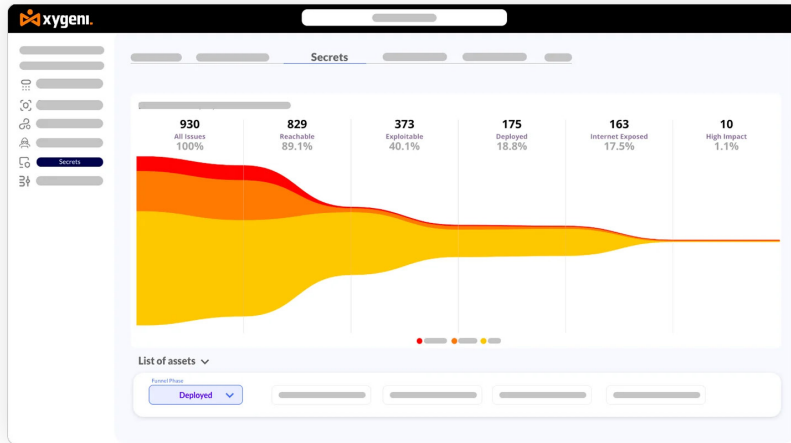 xygeni.
Secrets
930
829
373
175
163
10
All Issues
Reachable
Exploitable
Deployed
Internet Exposed
High Impact
100%
89.1%
40.1%
18.8%
17.5%
1.1%
Secrets
List of assets
Funnel Phase
Deployed